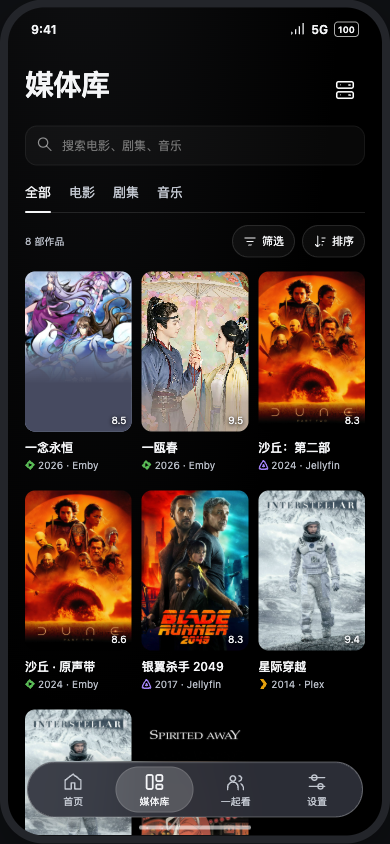 9:41 5G 100
媒体库
搜索电影、剧集、音乐
全部 电影 剧集 音乐
8 部作品 筛选 排序
8.5 9.5 DUNE 8.3
一念永恒 一瓯春 沙丘：第二部
2026 · Emby 2026 · Emby 2024 · Jellyfin
INTERSTELLAR
DUNE 8.6 BLADE RUNNER 2049 8.3 9.4
沙丘 · 原声带 银翼杀手 2049 星际穿越
2024 · Emby 2017 · Jellyfin 2014 · Plex
INTERSTELLAR SPIRITED AWAY
首页 媒体库 一起看 设置